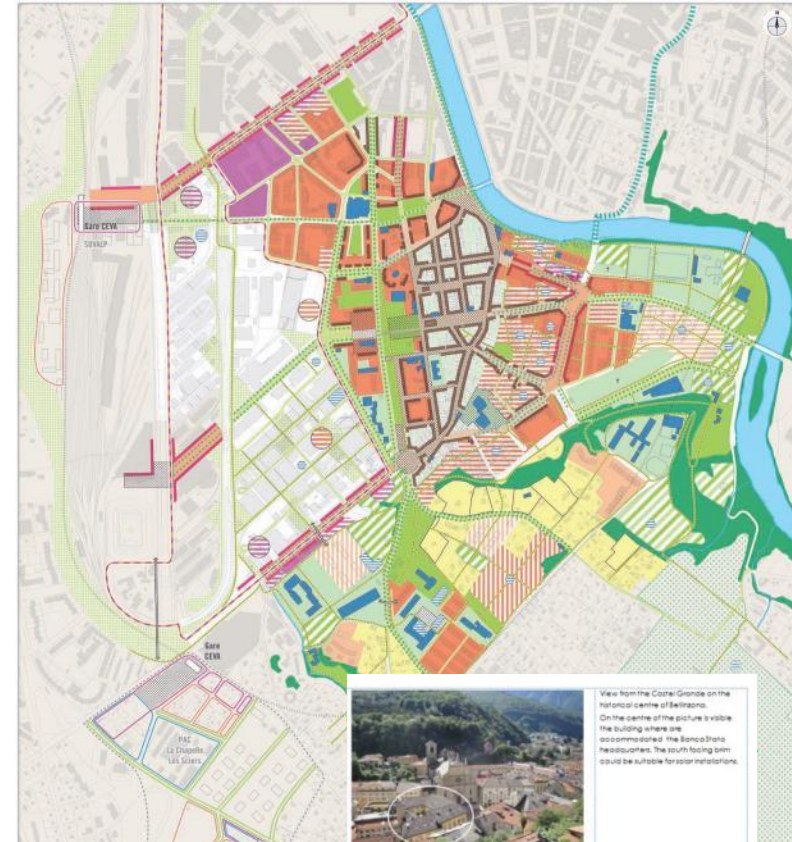 N
Gare CEVA
SOVALP
Gare
CEVA
PAC
La Chapelle
Les Sciers
View from the Castel Grande on the
historical centre of Bellinzona.
On the centre of the picture is visible
the building where are
accommodated the Banca Stato
headquarters. The south facing brim
could be suitable for solar installations.